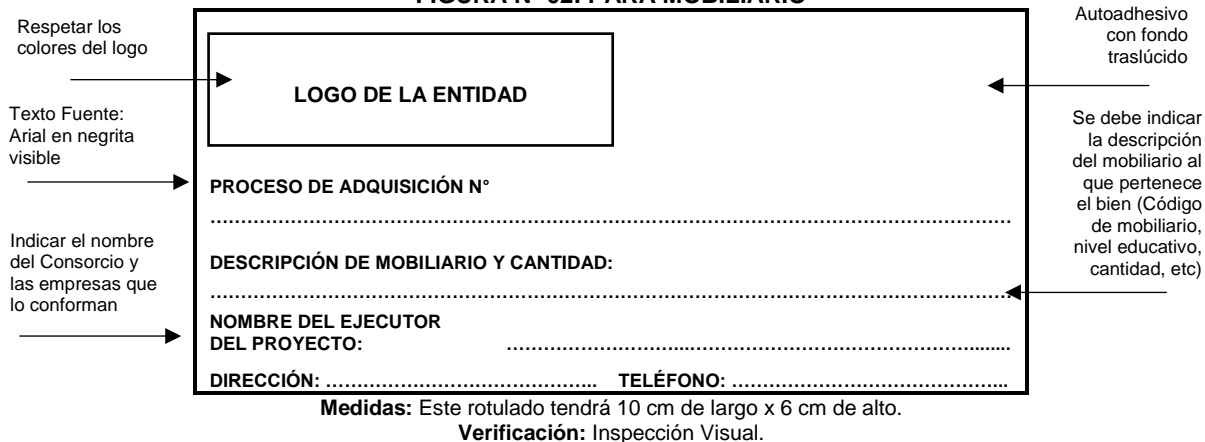 FIGURA N° 02: PARA MOBILIARIO
Respetar los
colores del logo
Texto Fuente:
Arial en negrita
visible
Indicar el nombre
del Consorcio y
las empresas que
lo conforman
LOGO DE LA ENTIDAD
PROCESO DE ADQUISICIÓN N°
……………………………………………………………………………………………………………………
DESCRIPCIÓN DE MOBILIARIO Y CANTIDAD:
……………………………………………………………………………………………………………………
NOMBRE DEL EJECUTOR
DEL PROYECTO: ………………………...……………………………………………........
DIRECCIÓN: …………………………………….. TELÉFONO: ……………………………………...
Autoadhesivo
con fondo
traslúcido
Se debe indicar
la descripción
del mobiliario al
que pertenece
el bien (Código
de mobiliario,
nivel educativo,
cantidad, etc)
Medidas: Este rotulado tendrá 10 cm de largo x 6 cm de alto.
Verificación: Inspección Visual.